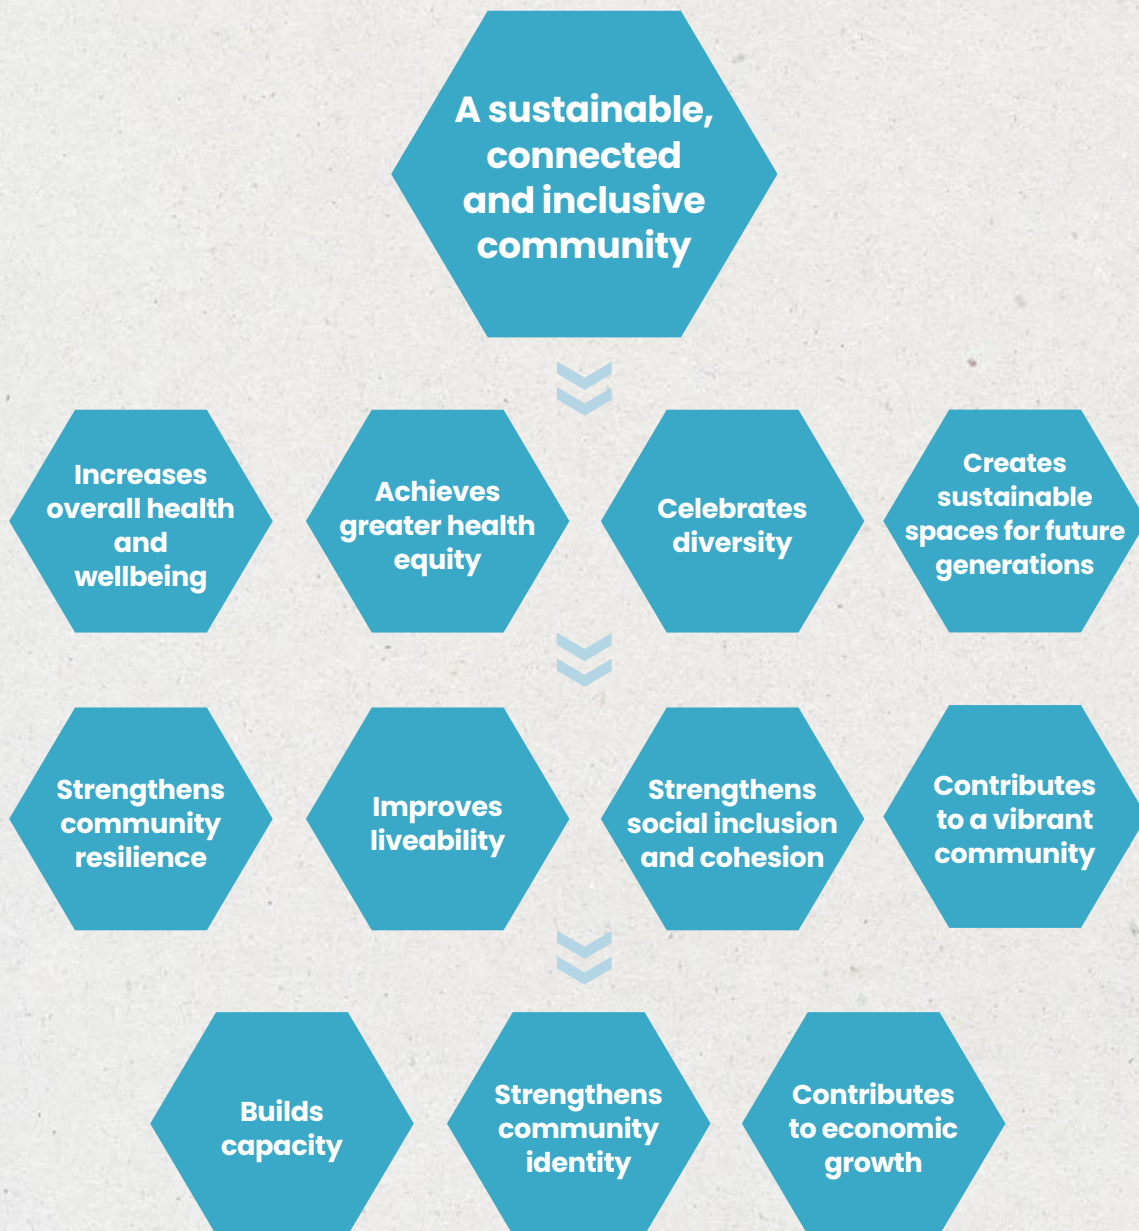 A sustainable,
connected
and inclusive
community
Increases
overall health
and
wellbeing
Achieves
greater health
equity
Celebrates
diversity
Creates
sustainable
spaces for future
generations
Strengthens
community
resilience
Improves
liveability
Strengthens
social inclusion
and cohesion
Contributes
to a vibrant
community
Builds
capacity
Strengthens
community
identity
Contributes
to economic
growth